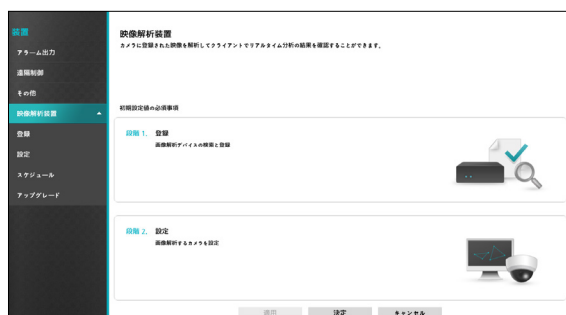 装置
アラーム出力
遠隔制御
その他
映像解析装置
登録
設定
スケジュール
アップグレード
映像解析装置
カメラに登録された映像を解析してクライアントでリアルタイム分析の結果を確認することができます。
初期設定値の必須事項
段階 1. 登録
画像解析デバイスの検索と登録
段階 2. 設定
画像解析するカメラを設定
適用
決定
キャンセル